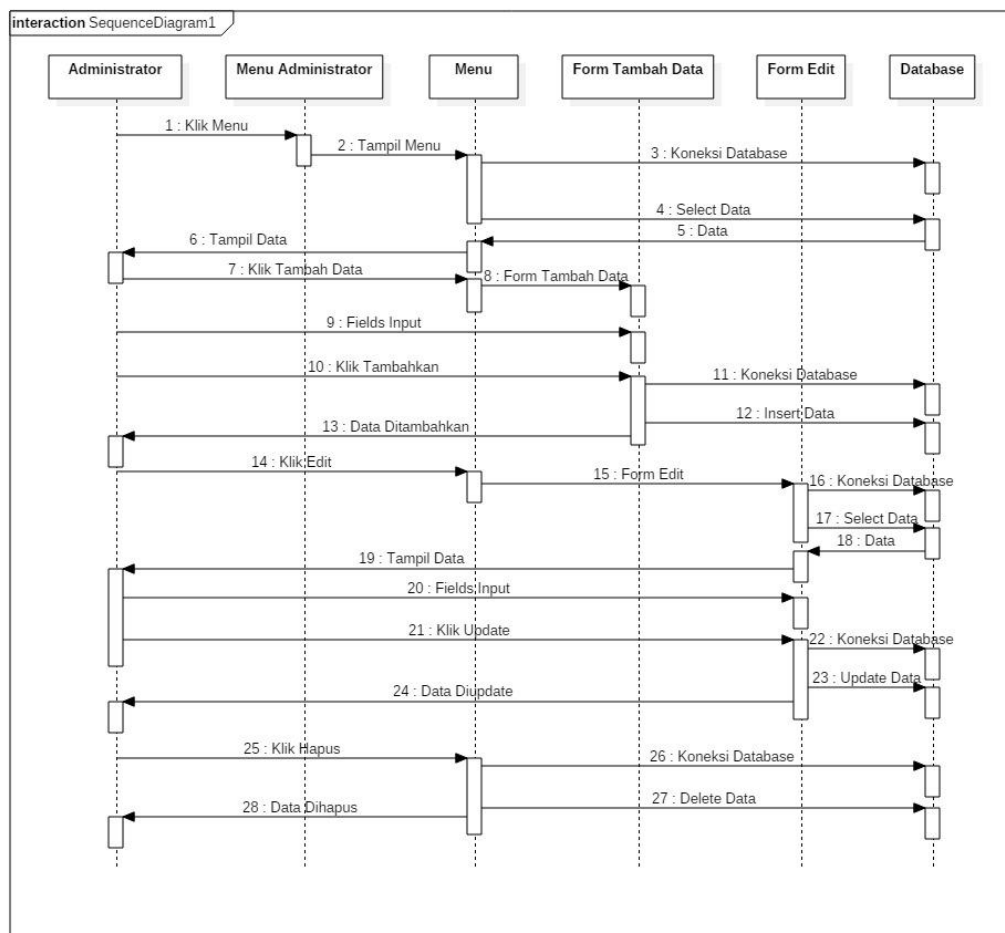 interaction SequenceDiagram1
Administrator
Menu Administrator
Menu
Form Tambah Data
Form Edit
Database
1 : Klik Menu
2 : Tampil Menu
3 : Koneksi Database
4 : Select Data
5 : Data
6 : Tampil Data
7 : Klik Tambah Data
8 : Form Tambah Data
9 : Fields Input
10 : Klik Tambahkan
11 : Koneksi Database
12 : Insert Data
13 : Data Ditambahkan
14 : Klik Edit
15 : Form Edit
16 : Koneksi Database
17 : Select Data
18 : Data
19 : Tampil Data
20 : Fields Input
21 : Klik Update
22 : Koneksi Database
23 : Update Data
24 : Data Diupdate
25 : Klik Hapus
26 : Koneksi Database
27 : Delete Data
28 : Data Dihapus